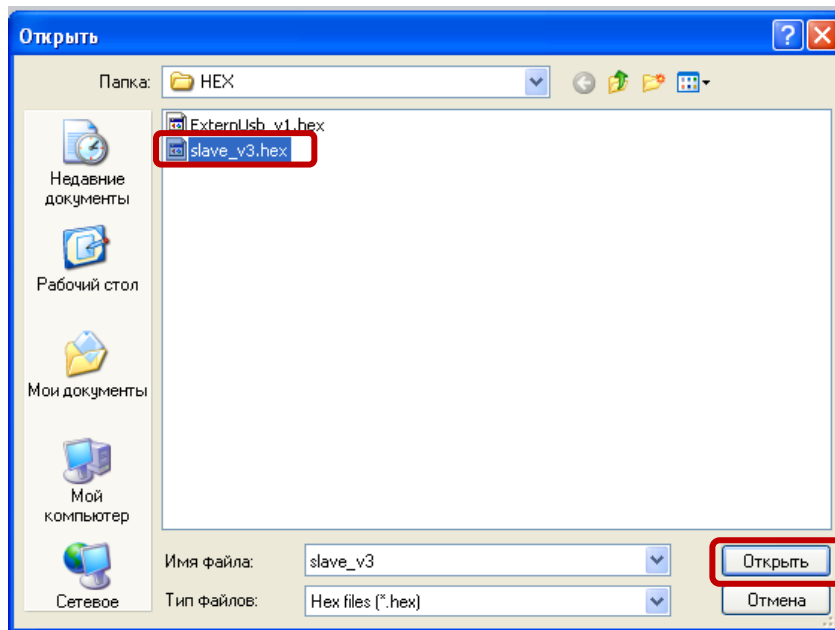 Открыть
Папка:
HEX
ExternUsb_v1.hex
slave_v3.hex
Недавние
документы
Рабочий стол
Мои документы
Мой
компьютер
Сетевое
Имя файла:
slave_v3
Открыть
Тип файлов:
Hex files (*.hex)
Отмена